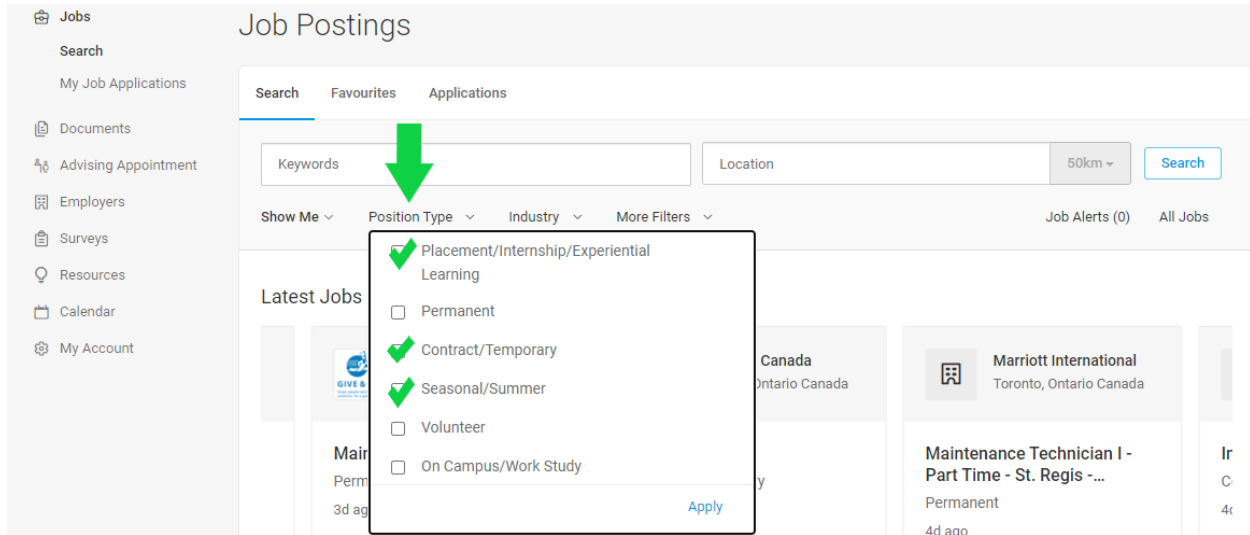 Jobs
Search
My Job Applications
Documents
Advising Appointment
Employers
Surveys
Resources
Calendar
My Account
Job Postings
Search Favourites Applications
Keywords
Location
50km
Search
Show Me Position Type Industry More Filters Job Alerts (0) All Jobs
Placement/Internship/Experiential
Learning
Permanent
Contract/Temporary
Seasonal/Summer
Volunteer
On Campus/Work Study
Apply
Latest Jobs
GIVE &
3d ag
Canada
Ontario Canada
Marriott International
Toronto, Ontario Canada
Maintenance Technician I -
Part Time - St. Regis -...
Permanent
4d ago